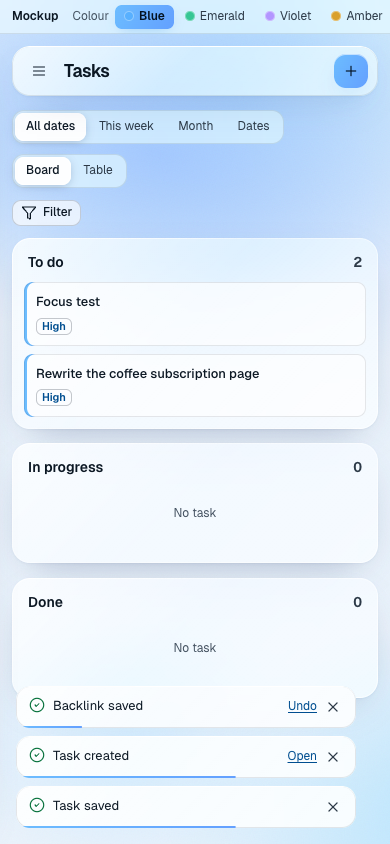 Mockup Colour Blue Emerald Violet Amber
Tasks
All dates This week Month Dates
Board Table
Filter
To do 2
Focus test
High
Rewrite the coffee subscription page
High
In progress 0
No task
Done 0
No task
Backlink saved Undo
Task created Open
Task saved